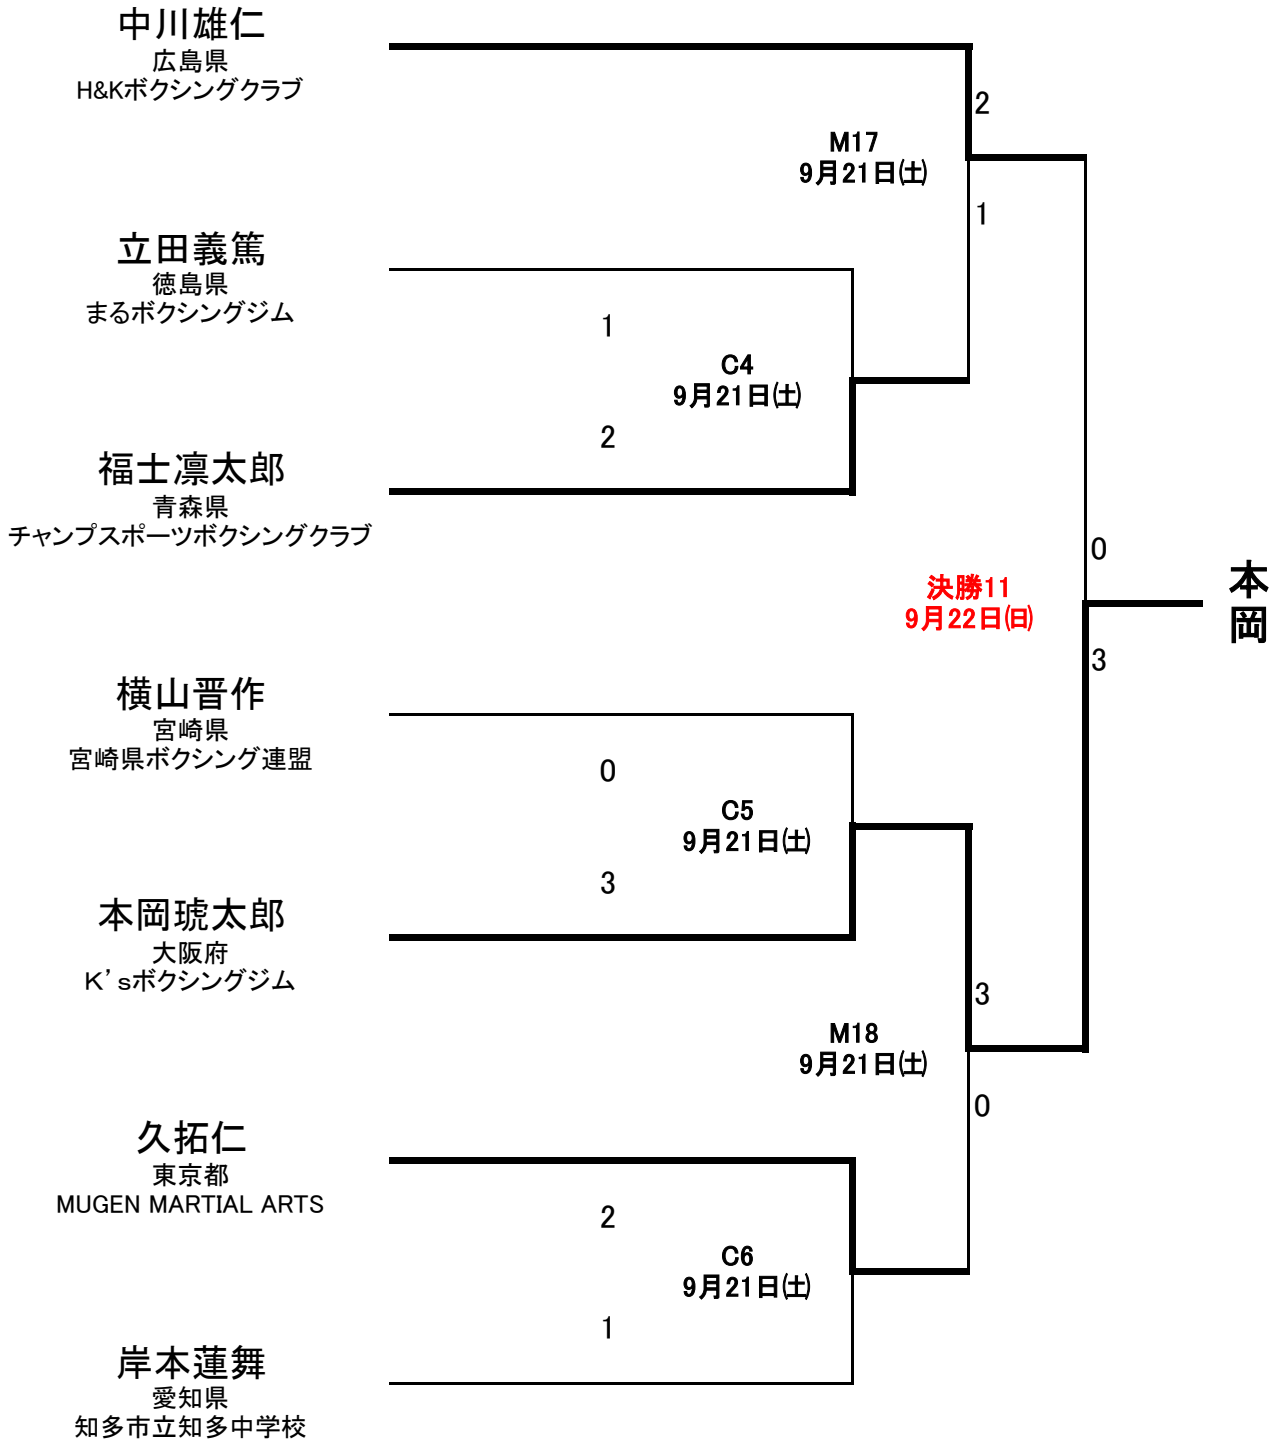 中川雄仁
広島県
H&Kボクシングクラブ
2
M17
9月21日(土)
1
立田義篤
徳島県
まるボクシングジム
1
C4
9月21日(土)
2
福士凛太郎
青森県
チャンプスポーツボクシングクラブ
0
決勝11
9月22日(日)
本岡
3
横山晋作
宮崎県
宮崎県ボクシング連盟
0
C5
9月21日(土)
3
本岡琥太郎
大阪府
K’sボクシングジム
3
M18
9月21日(土)
0
久拓仁
東京都
MUGEN MARTIAL ARTS
2
C6
9月21日(土)
1
岸本蓮舞
愛知県
知多市立知多中学校